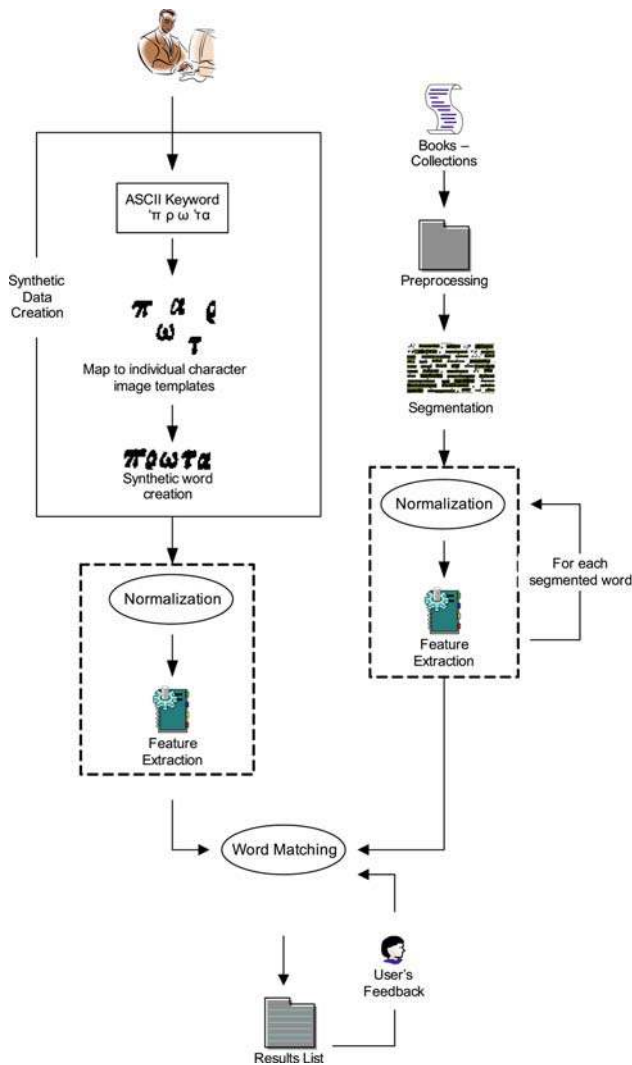 ASCII Keyword
'π ρ ω 'τα
Synthetic
Data
Creation
π α ρ
ω τ
Map to individual character
image templates
πρωτα
Synthetic word
creation
Normalization
Feature
Extraction
Books –
Collections
Preprocessing
Segmentation
Normalization
For each
segmented word
Feature
Extraction
Word Matching
User's
Feedback
Results List